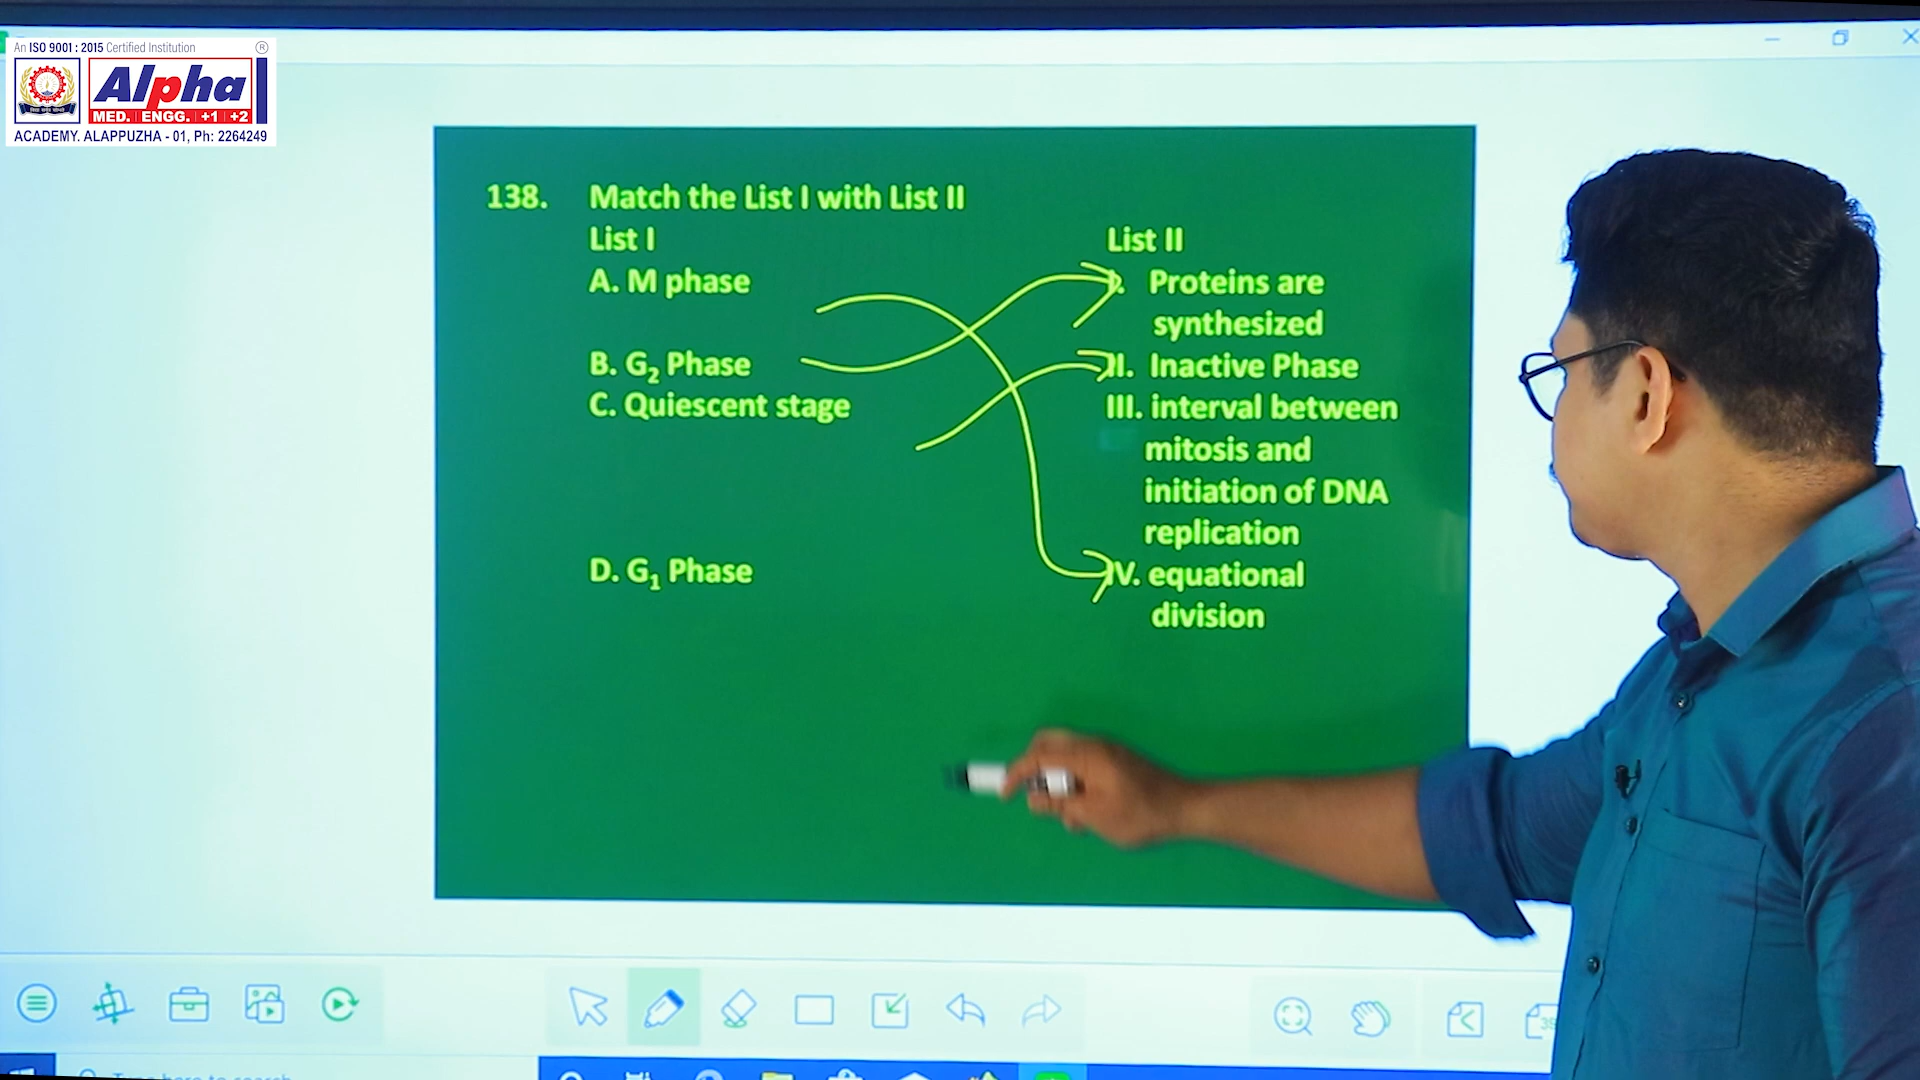 An ISO 9001 : 2015 Certified Institution ®
Alpha
MED. ENGG. +1 +2
ACADEMY. ALAPPUZHA - 01, Ph: 2264249
138. Match the List I with List II
List I List II
A. M phase I. Proteins are
synthesized
B. G₂ Phase II. Inactive Phase
C. Quiescent stage III. interval between
mitosis and
initiation of DNA
replication
D. G₁ Phase IV. equational
division